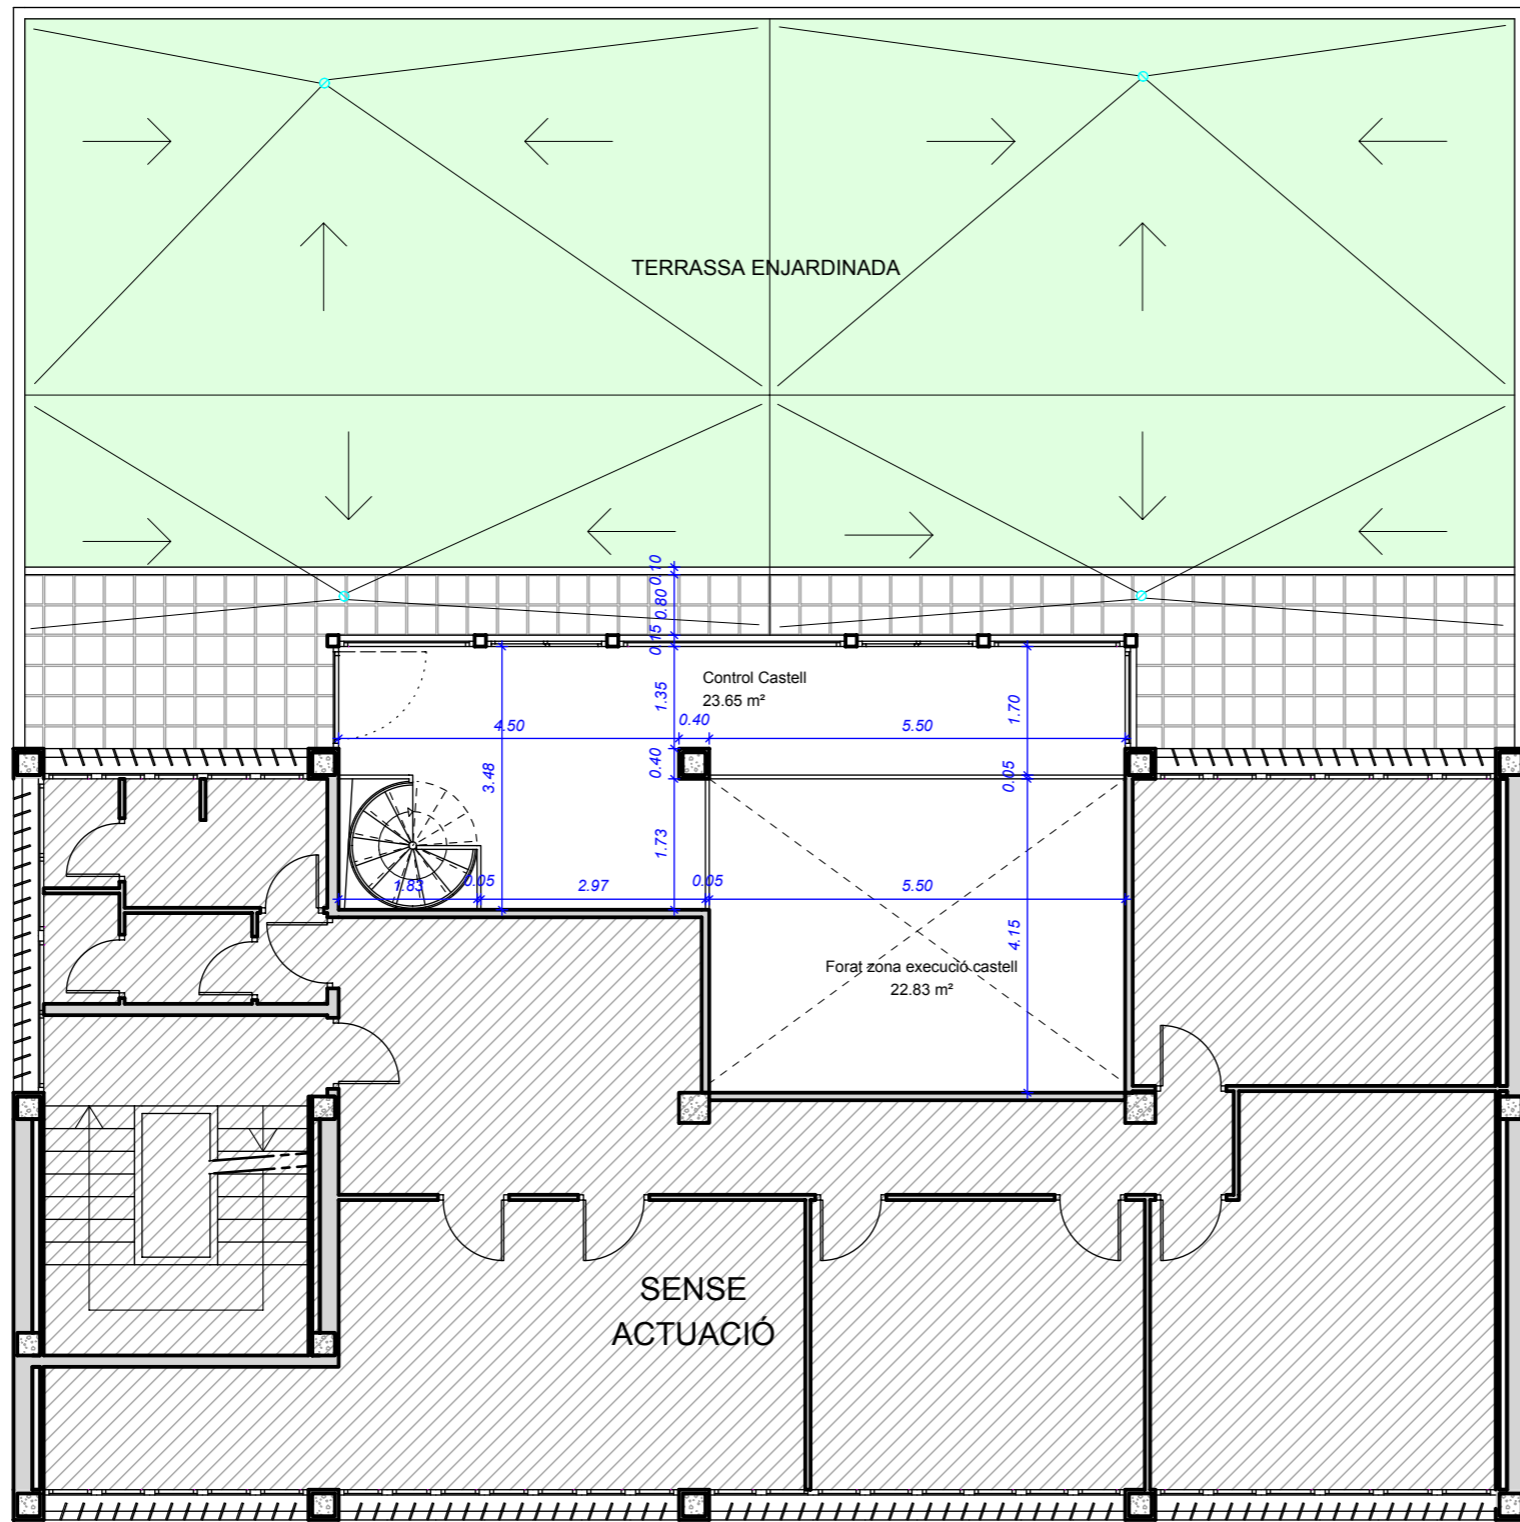 TERRASSA ENJARDINADA
0.10
0.80
0.15
Control Castell
23.65 m²
1.35
1.70
4.50
0.40
5.50
0.40
0.05
3.48
1.73
1.83
0.05
2.97
0.05
5.50
4.15
Forat zona execució castell
22.83 m²
SENSE
ACTUACIÓ